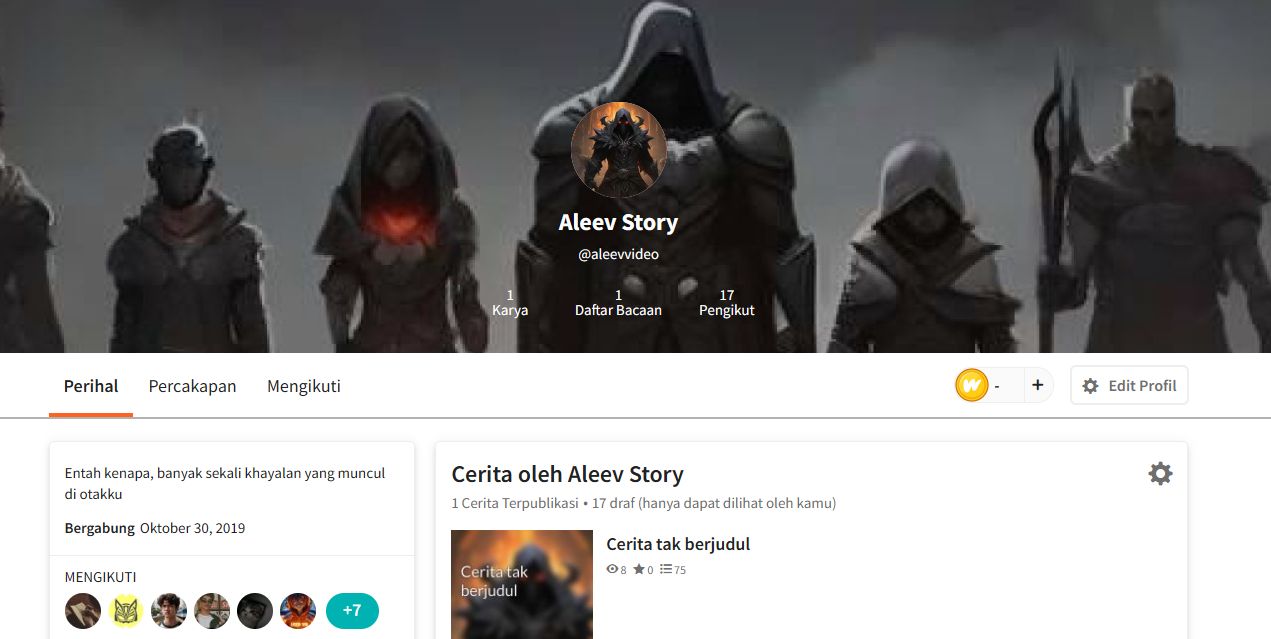 Aleev Story
@aleevvideo
1 1 17
Karya Daftar Bacaan Pengikut
Perihal Percakapan Mengikuti - + Edit Profil
Entah kenapa, banyak sekali khayalan yang muncul
di otakku
Bergabung Oktober 30, 2019
MENGIKUTI
+7
Cerita oleh Aleev Story
1 Cerita Terpublikasi • 17 draf (hanya dapat dilihat oleh kamu)
Cerita tak
berjudul
Cerita tak berjudul
8 0 75